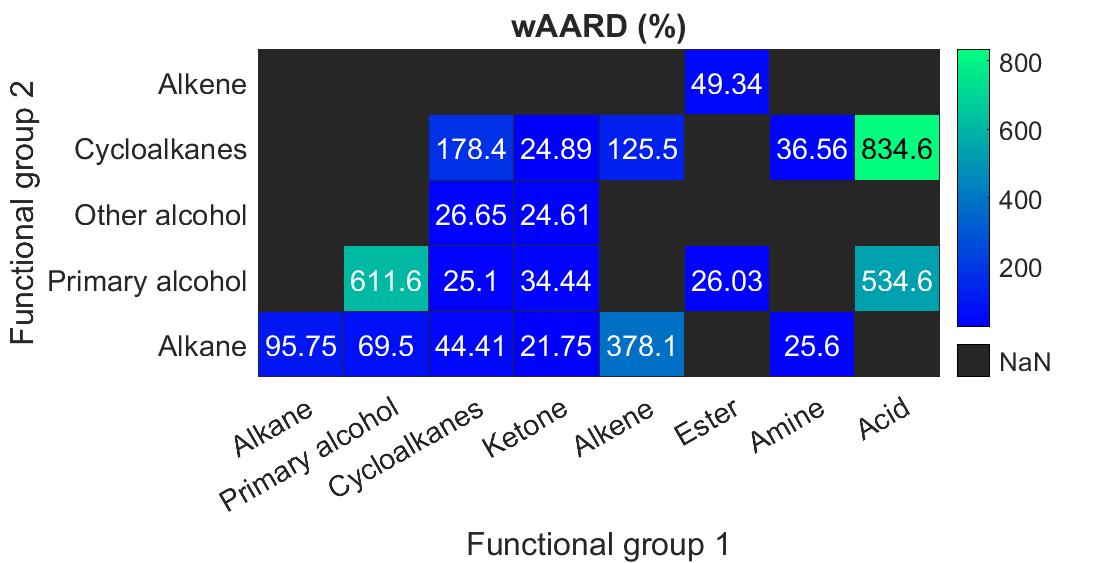 wAARD (%)
Functional group 2
Alkene
49.34
Cycloalkanes
178.4 24.89 125.5 36.56 834.6
Other alcohol
26.65 24.61
Primary alcohol
611.6 25.1 34.44 26.03 534.6
Alkane
95.75 69.5 44.41 21.75 378.1 25.6
800
600
400
200
NaN
Alkane
Primary alcohol
Cycloalkanes
Ketone
Alkene
Ester
Amine
Acid
Functional group 1